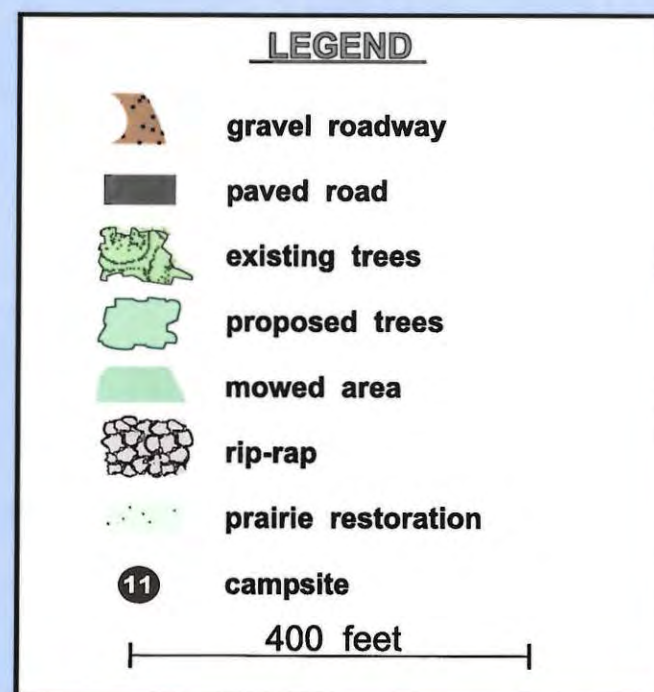 LEGEND
gravel roadway
paved road
existing trees
proposed trees
mowed area
rip-rap
prairie restoration
11 campsite
400 feet